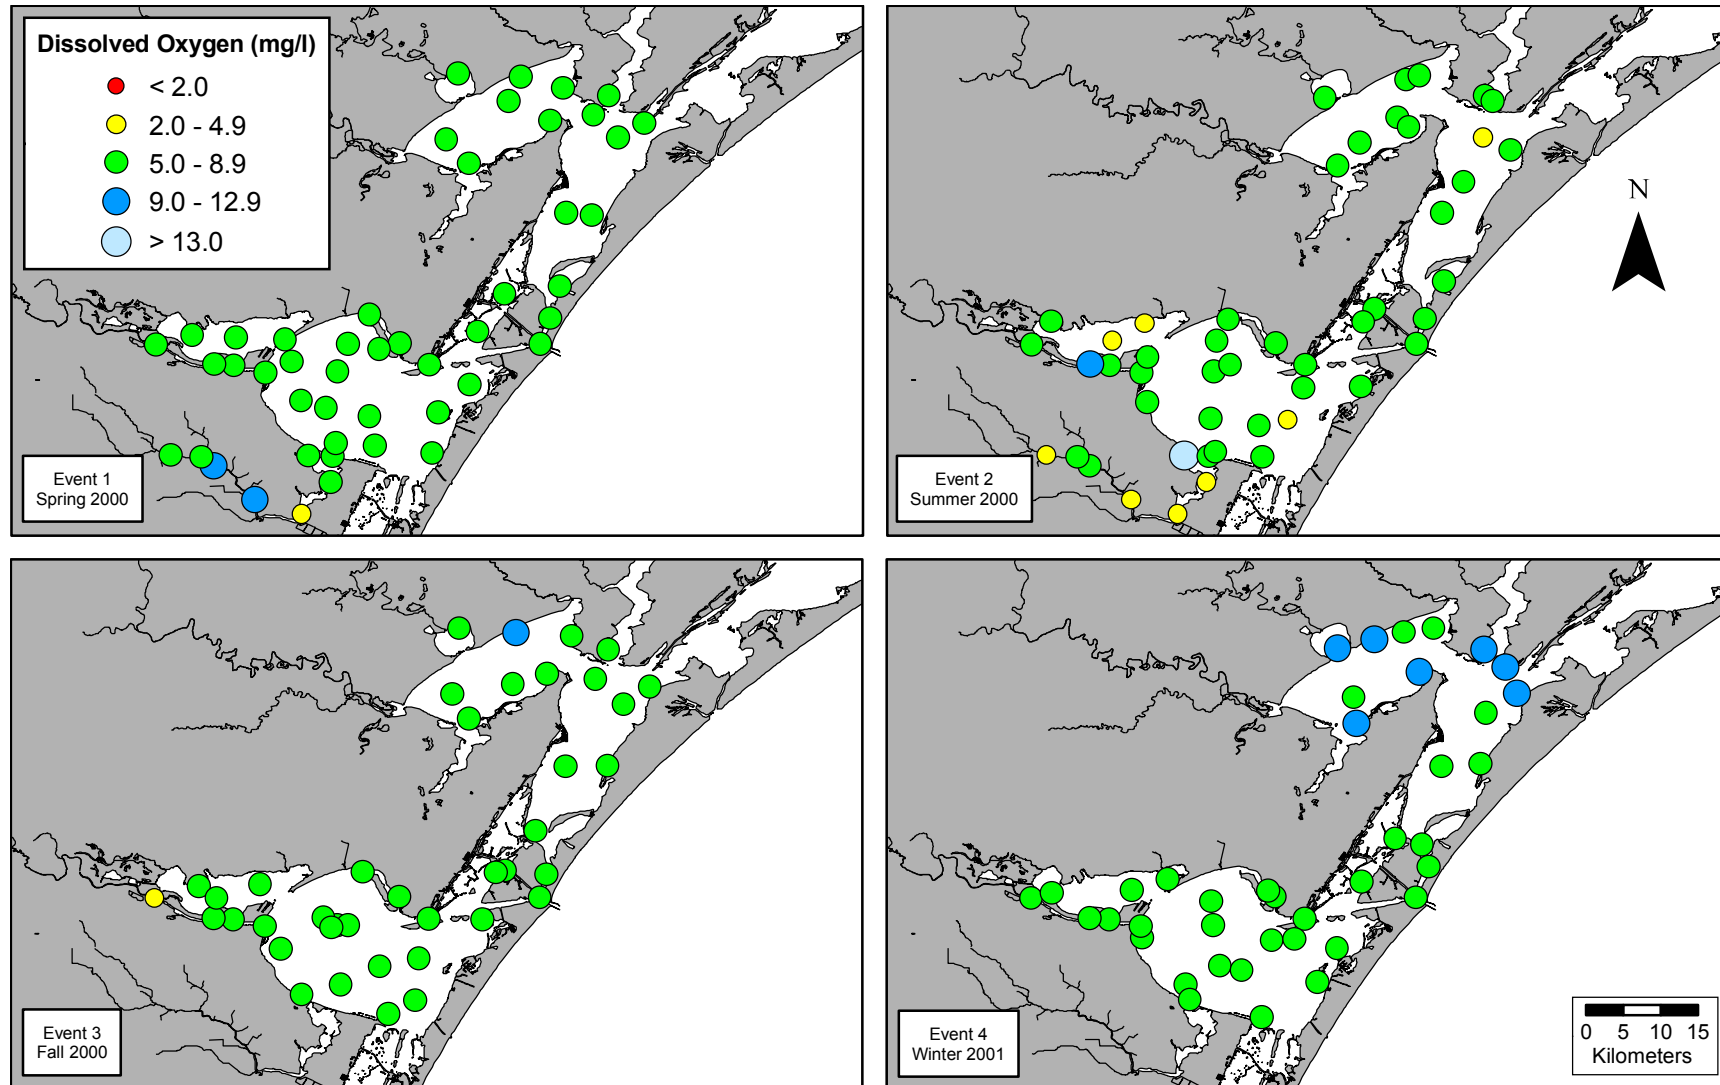 Dissolved Oxygen (mg/l)
< 2.0
2.0 - 4.9
5.0 - 8.9
9.0 - 12.9
> 13.0
Event 1
Spring 2000
N
Event 2
Summer 2000
Event 3
Fall 2000
Event 4
Winter 2001
0 5 10 15
Kilometers